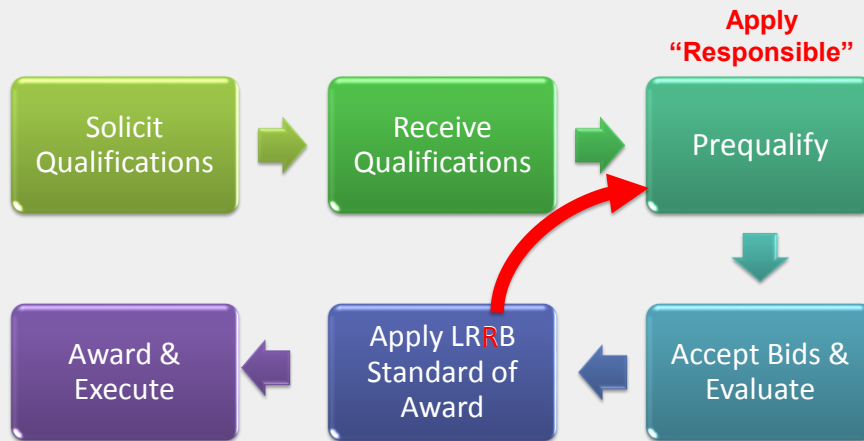 Apply
“Responsible”
Solicit
Qualifications
Receive
Qualifications
Prequalify
Award &
Execute
Apply LRRB
Standard of
Award
Accept Bids &
Evaluate